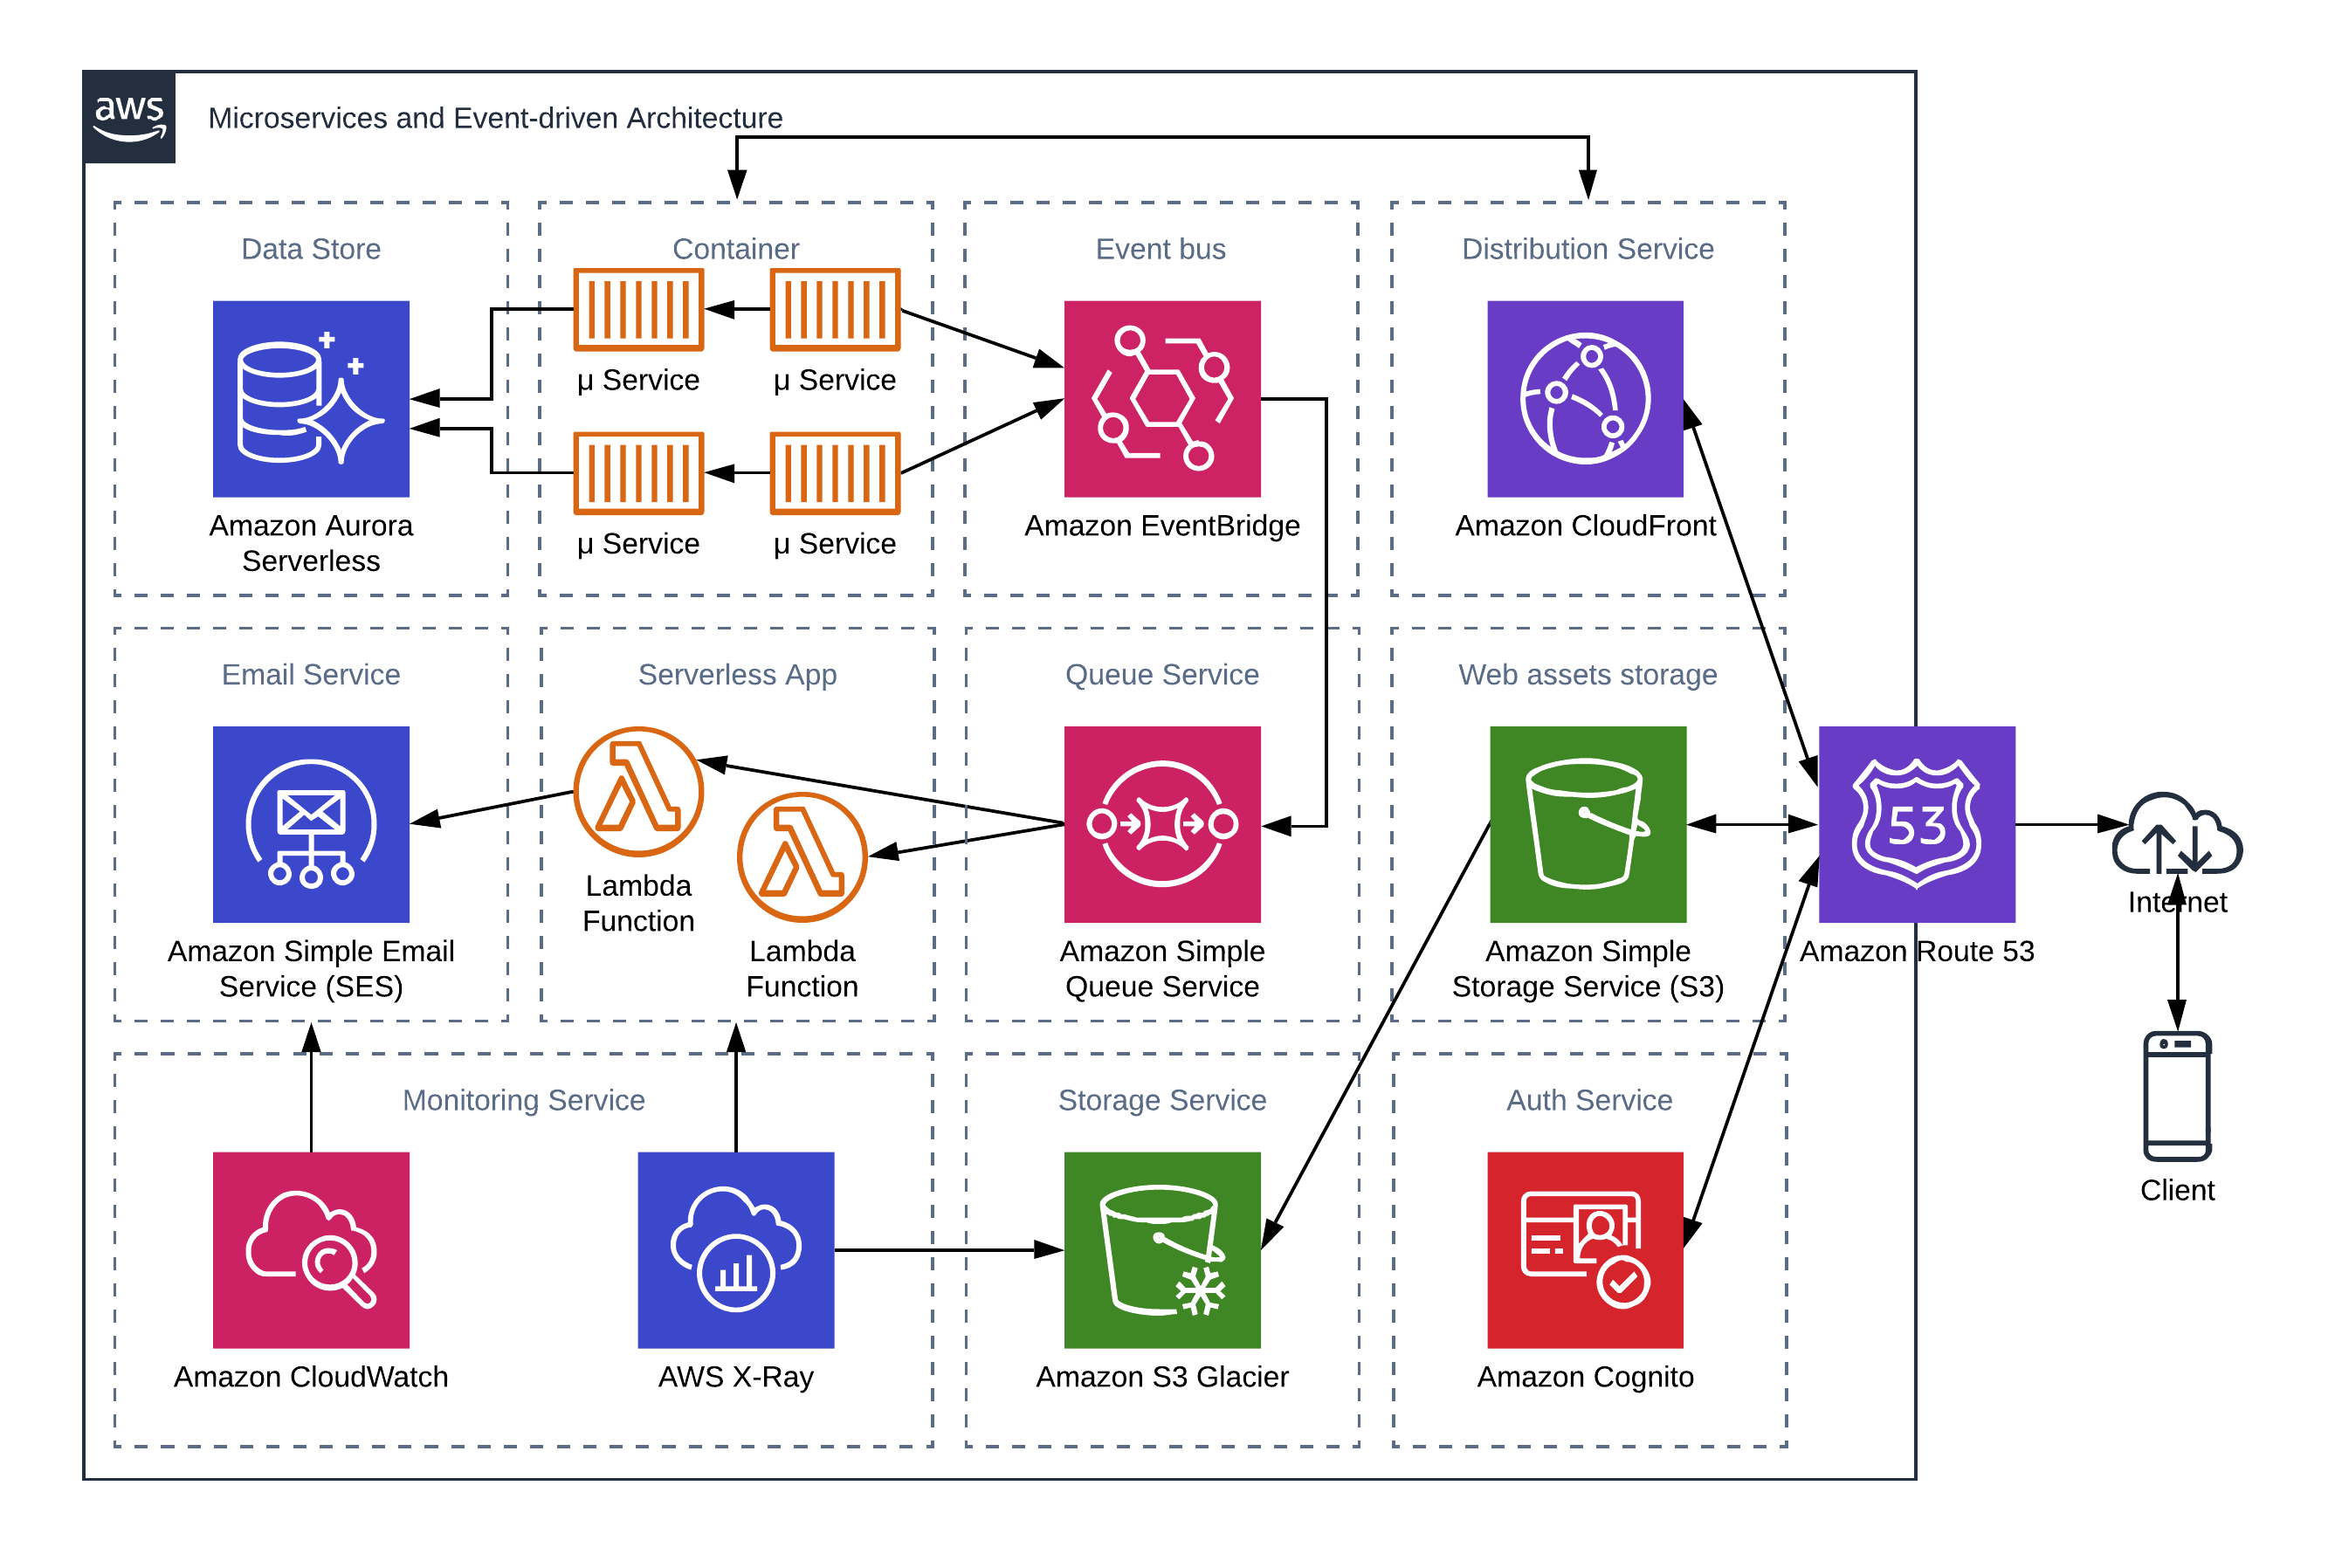 aws
Microservices and Event-driven Architecture
Data Store
Container
Event bus
Distribution Service
μ Service
μ Service
Amazon Aurora
Serverless
μ Service
μ Service
Amazon EventBridge
Amazon CloudFront
Email Service
Serverless App
Queue Service
Web assets storage
53
Lambda
Function
Internet
Amazon Simple Email
Service (SES)
Lambda
Function
Amazon Simple
Queue Service
Amazon Simple
Storage Service (S3)
Amazon Route 53
Monitoring Service
Storage Service
Auth Service
Client
Amazon CloudWatch
AWS X-Ray
Amazon S3 Glacier
Amazon Cognito